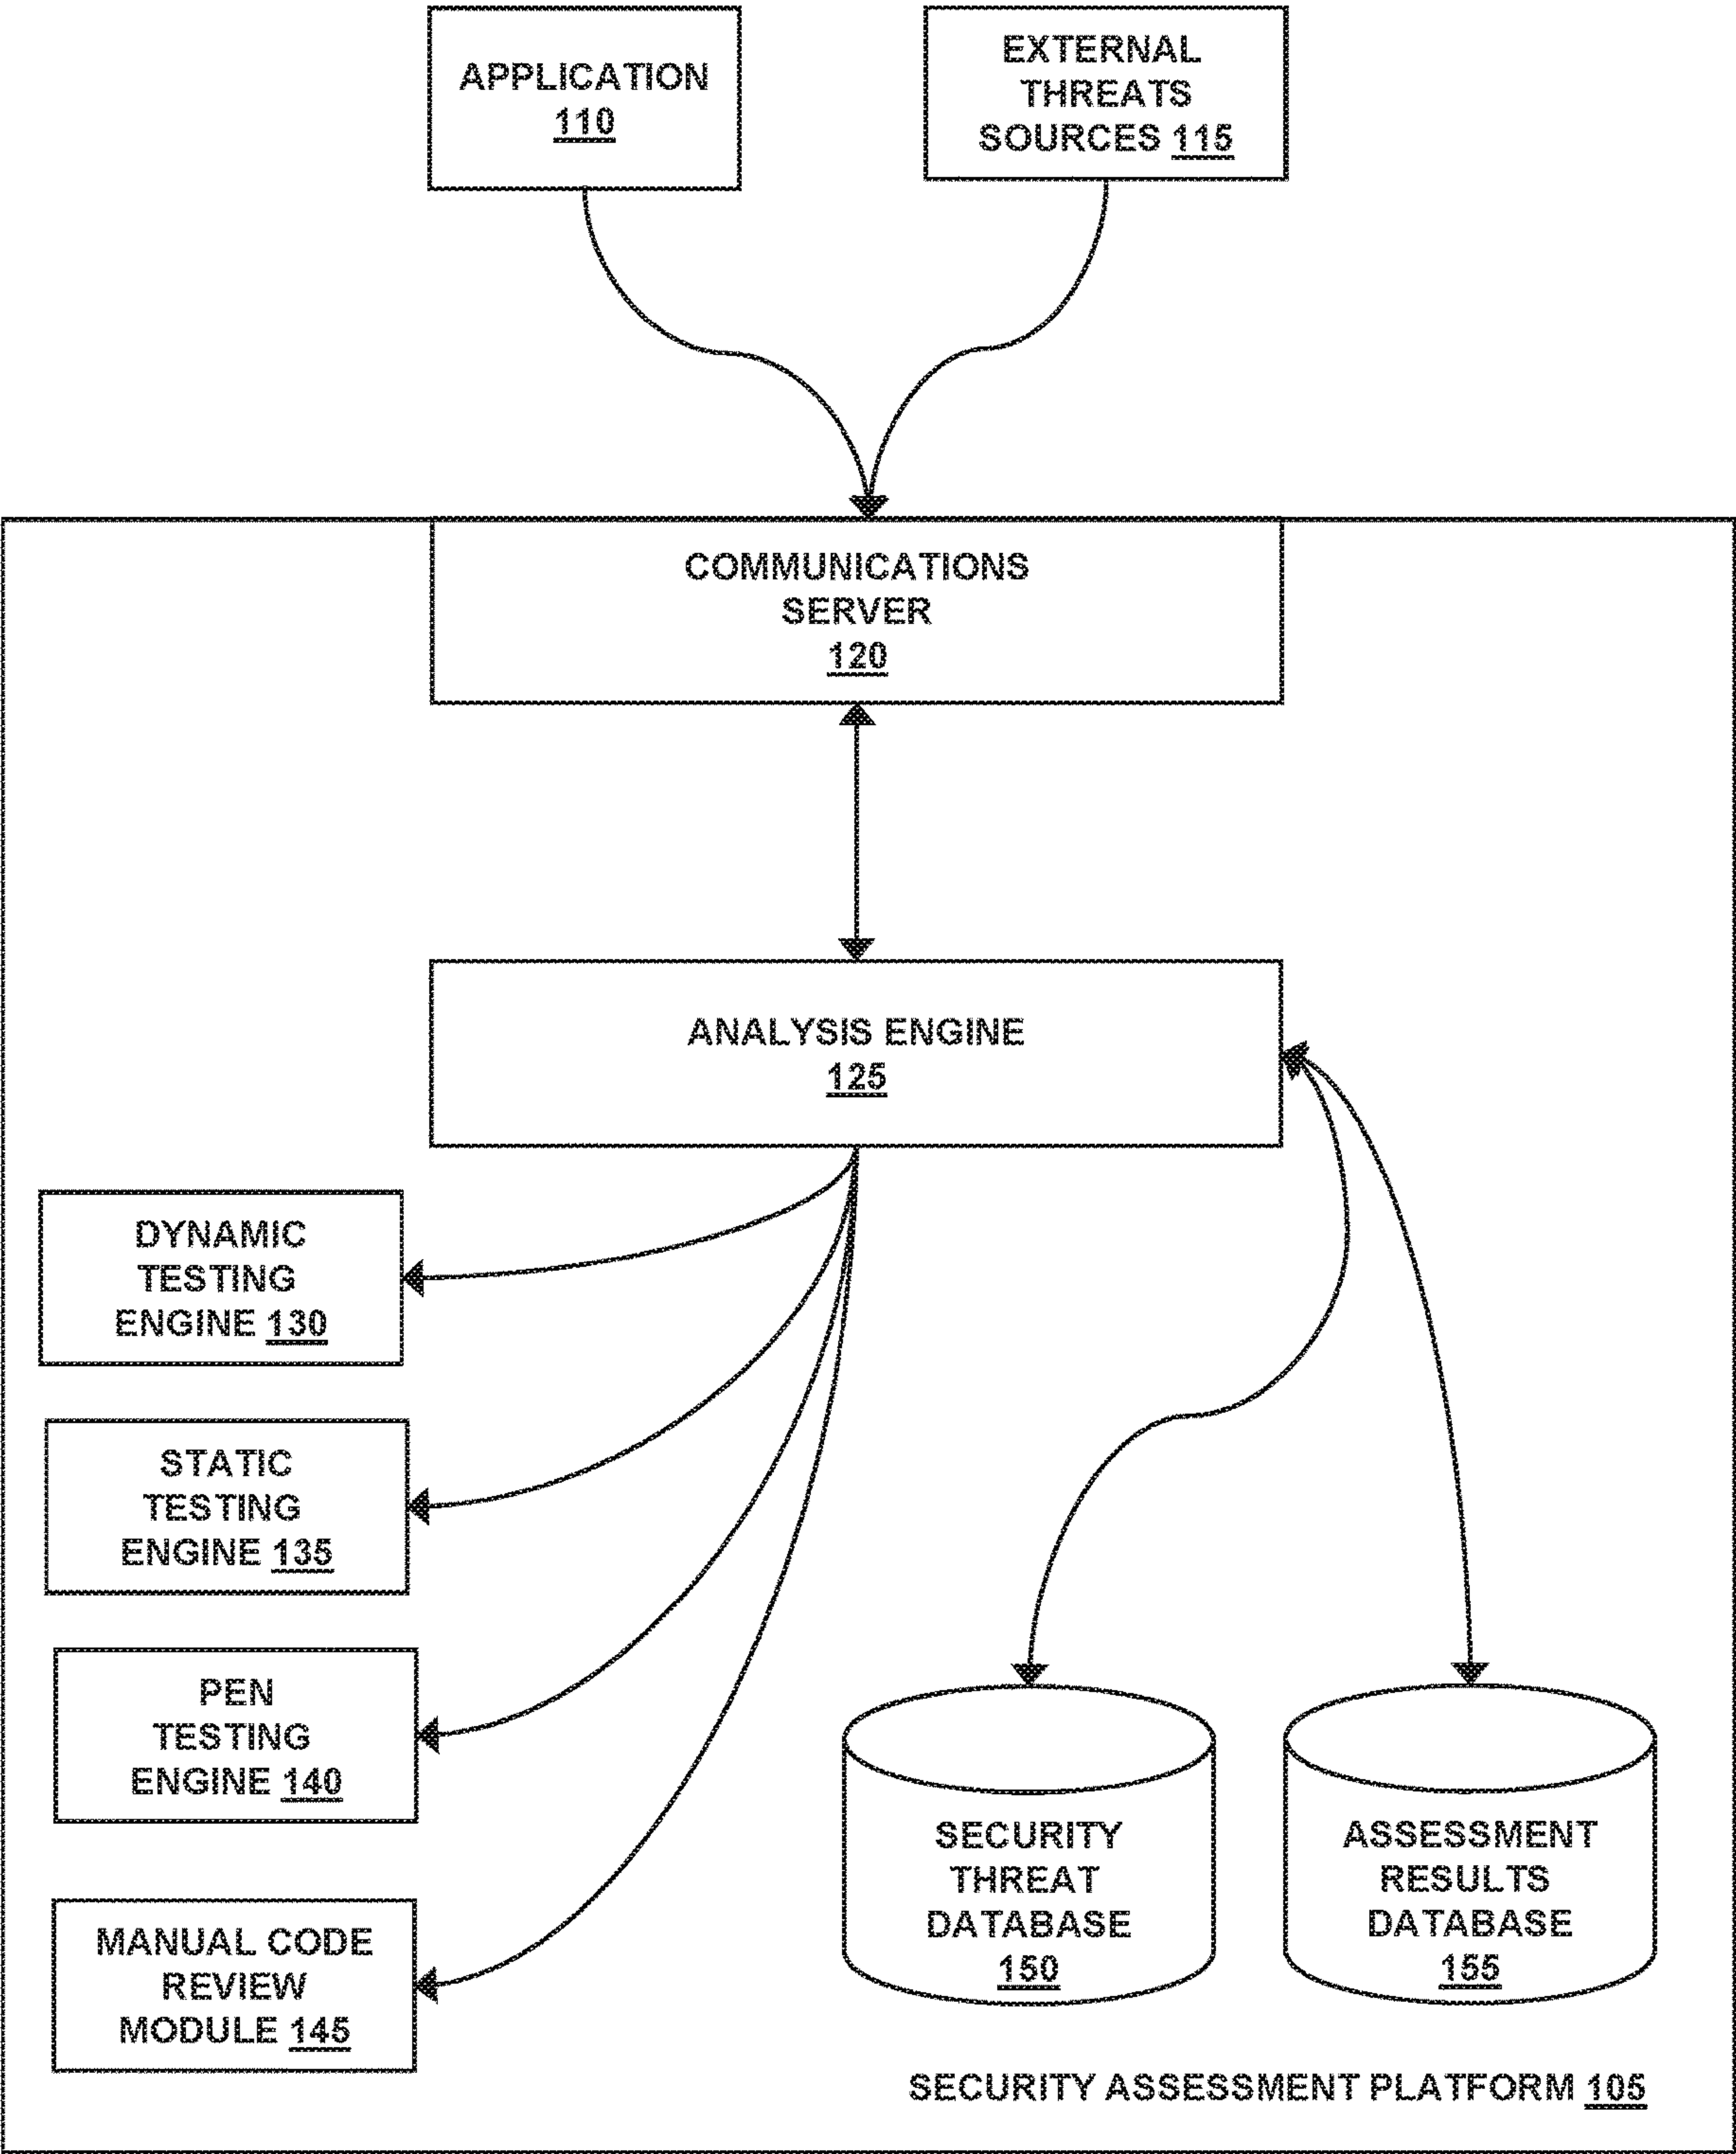 APPLICATION
110
EXTERNAL
THREATS
SOURCES 115
COMMUNICATIONS
SERVER
120
ANALYSIS ENGINE
125
DYNAMIC
TESTING
ENGINE 130
STATIC
TESTING
ENGINE 135
PEN
TESTING
ENGINE 140
MANUAL CODE
REVIEW
MODULE 145
SECURITY
THREAT
DATABASE
150
ASSESSMENT
RESULTS
DATABASE
155
SECURITY ASSESSMENT PLATFORM 105